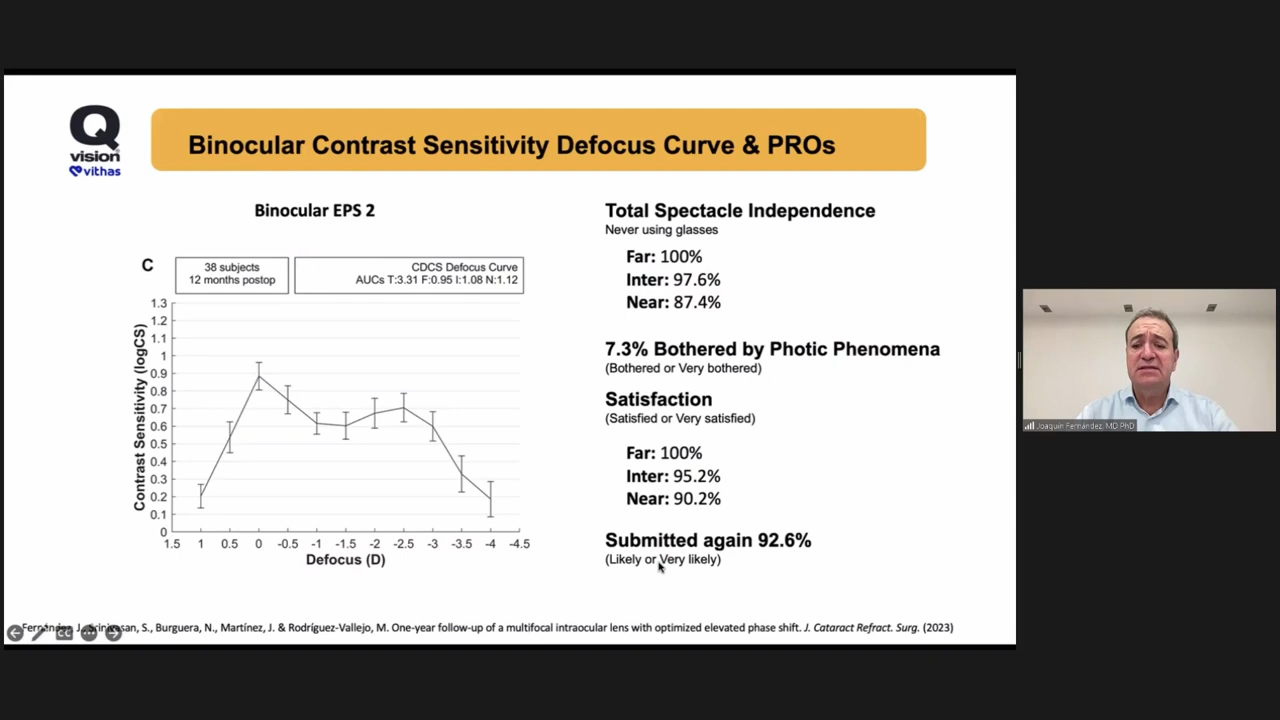 Q
vision
vithas
Binocular Contrast Sensitivity Defocus Curve & PROs
Binocular EPS 2
C
38 subjects
12 months postop
CDCS Defocus Curve
AUCs T:3.31 F:0.95 I:1.08 N:1.12
Contrast Sensitivity (logCS)
1.3
1.2
1.1
1
0.9
0.8
0.7
0.6
0.5
0.4
0.3
0.2
0.1
0
1.5 1 0.5 0 -0.5 -1 -1.5 -2 -2.5 -3 -3.5 -4 -4.5
Defocus (D)
Total Spectacle Independence
Never using glasses
Far: 100%
Inter: 97.6%
Near: 87.4%
7.3% Bothered by Photic Phenomena
(Bothered or Very bothered)
Satisfaction
(Satisfied or Very satisfied)
Far: 100%
Inter: 95.2%
Near: 90.2%
Submitted again 92.6%
(Likely or Very likely)
Fernández, J., Srinivasan, S., Burguera, N., Martínez, J. & Rodríguez-Vallejo, M. One-year follow-up of a multifocal intraocular lens with optimized elevated phase shift. J. Cataract Refract. Surg. (2023)
CC
Joaquín Fernández, MD PhD